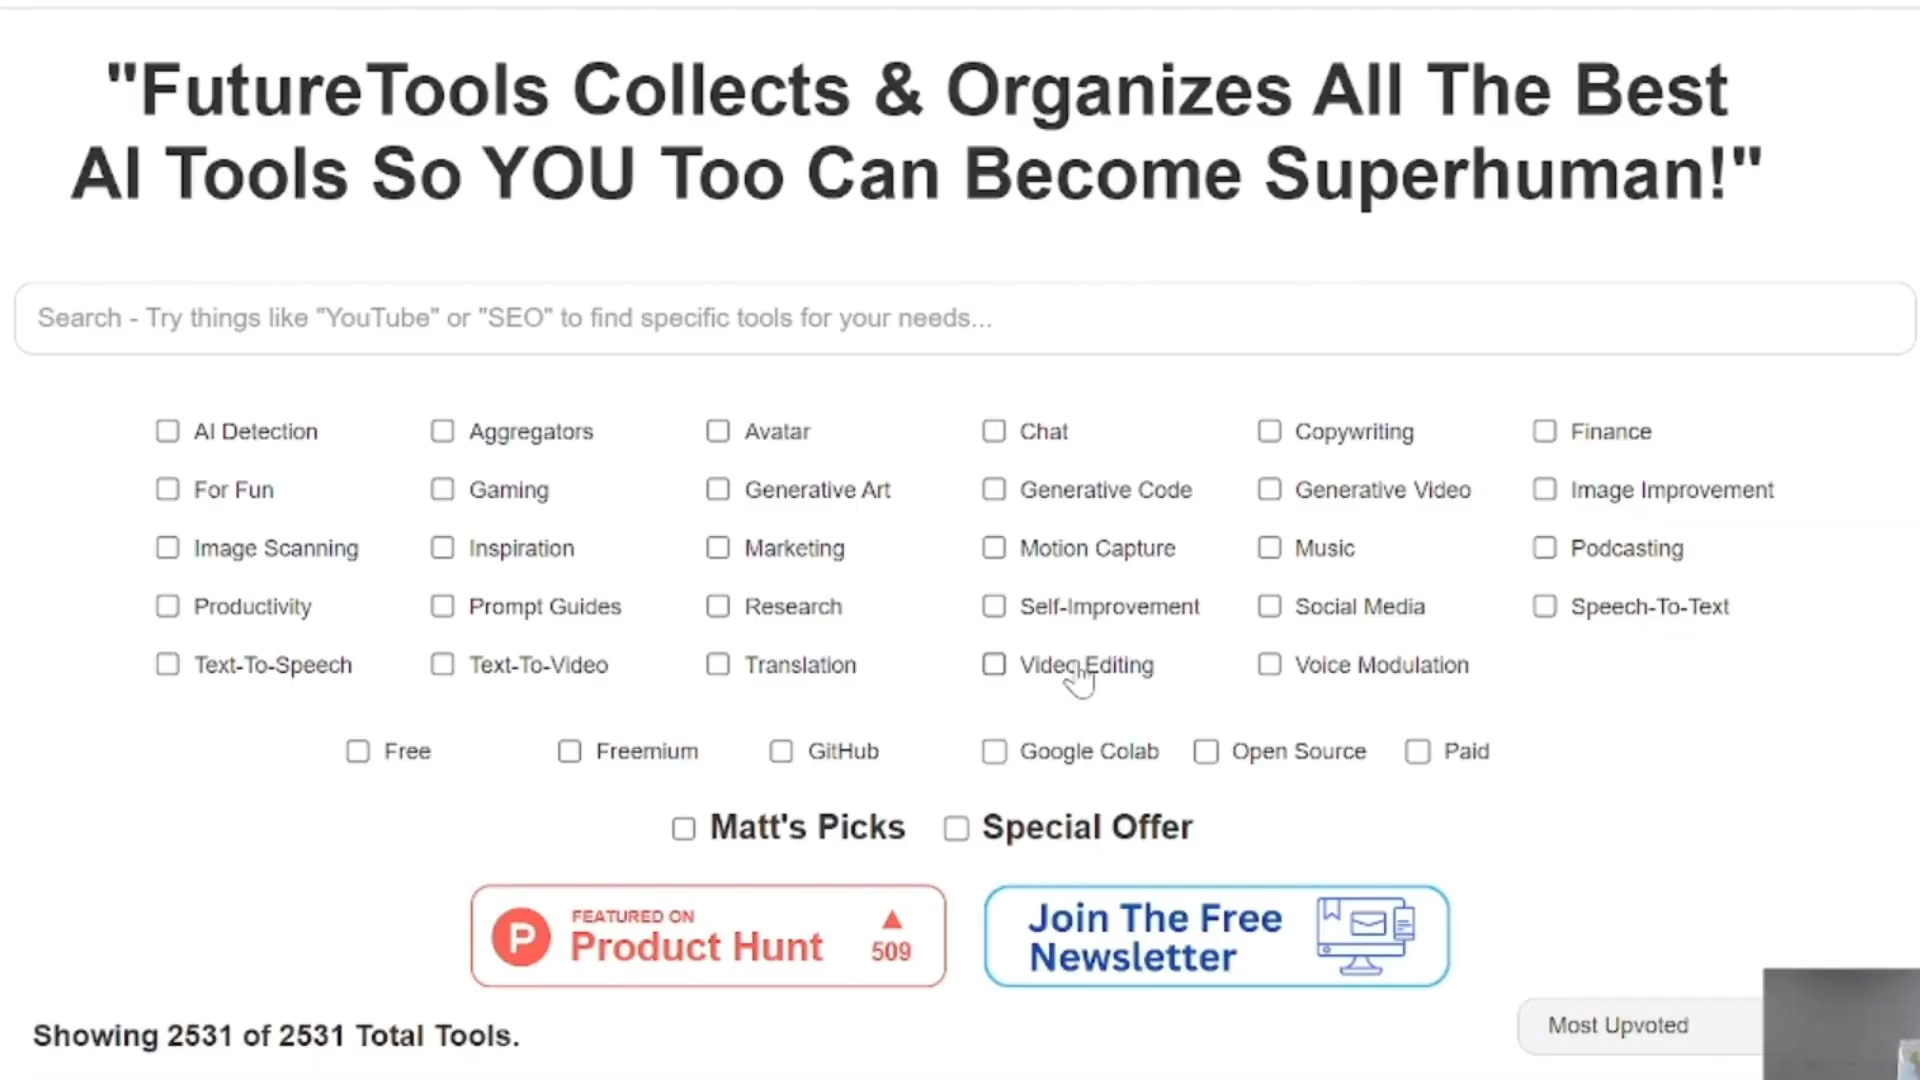 "FutureTools Collects & Organizes All The Best
AI Tools So YOU Too Can Become Superhuman!"
Search - Try things like "YouTube" or "SEO" to find specific tools for your needs...
AI Detection Aggregators Avatar Chat Copywriting Finance
For Fun Gaming Generative Art Generative Code Generative Video Image Improvement
Image Scanning Inspiration Marketing Motion Capture Music Podcasting
Productivity Prompt Guides Research Self-Improvement Social Media Speech-To-Text
Text-To-Speech Text-To-Video Translation Video Editing Voice Modulation
Free Freemium GitHub Google Colab Open Source Paid
Matt's Picks Special Offer
P
FEATURED ON
Product Hunt
509
Join The Free
Newsletter
Showing 2531 of 2531 Total Tools.
Most Upvoted